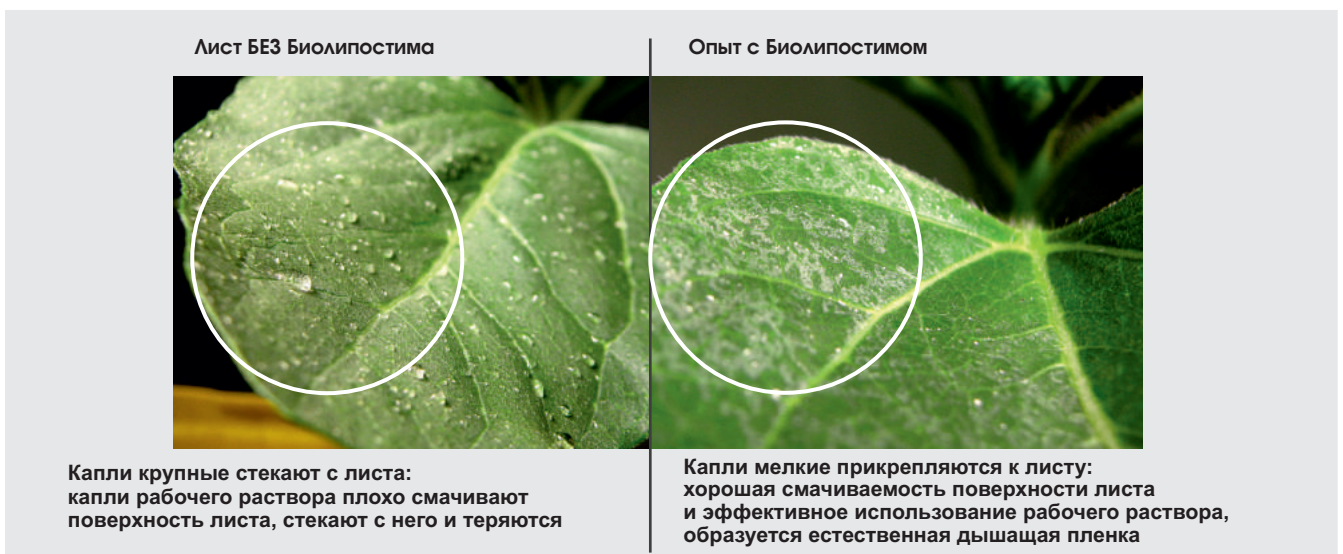 Лист БЕЗ Биолипостима
Опыт с Биолипостимом
Капли крупные стекают с листа:
капли рабочего раствора плохо смачивают
поверхность листа, стекают с него и теряются
Капли мелкие прикрепляются к листу:
хорошая смачиваемость поверхности листа
и эффективное использование рабочего раствора,
образуется естественная дышащая пленка